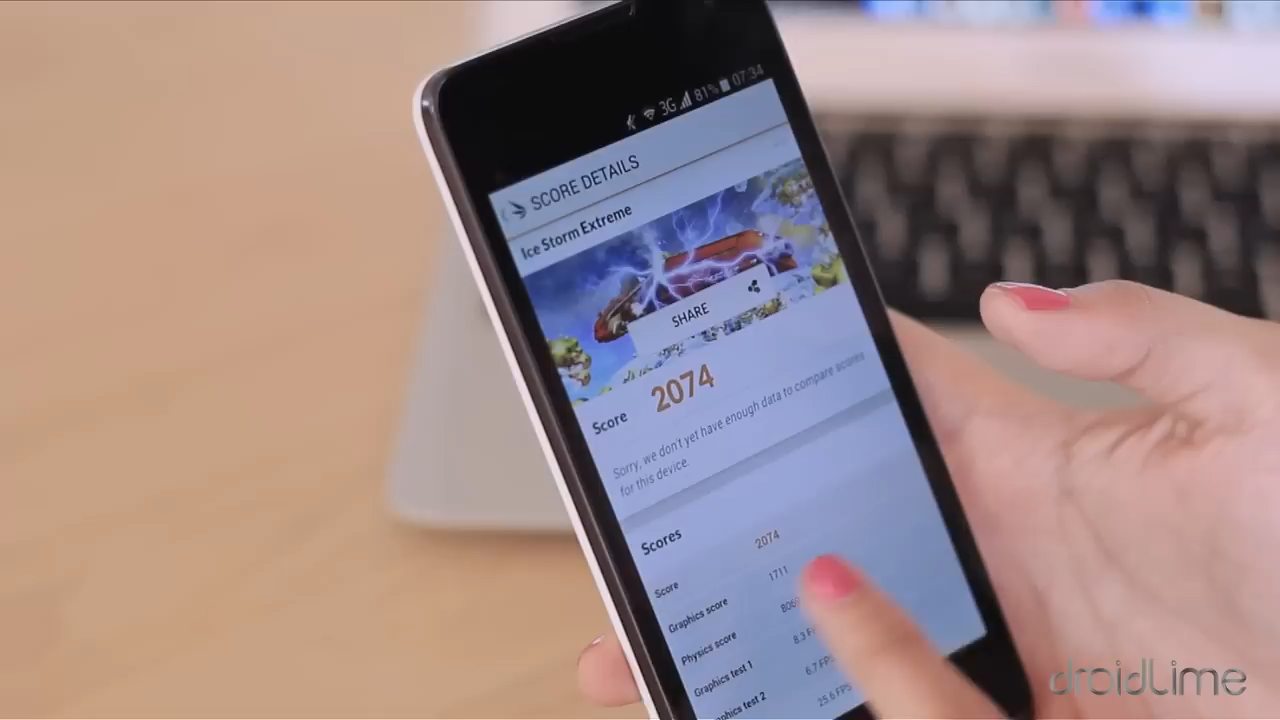 3G 81% 07:34
SCORE DETAILS
Ice Storm Extreme
SHARE
Score 2074
Sorry, we don't yet have enough data to compare scores
for this device.
Scores
Score 2074
Graphics score 1711
Physics score
Graphics test 1 8.3
Graphics test 2 6.7 FP
25.6 FPS
droidLime